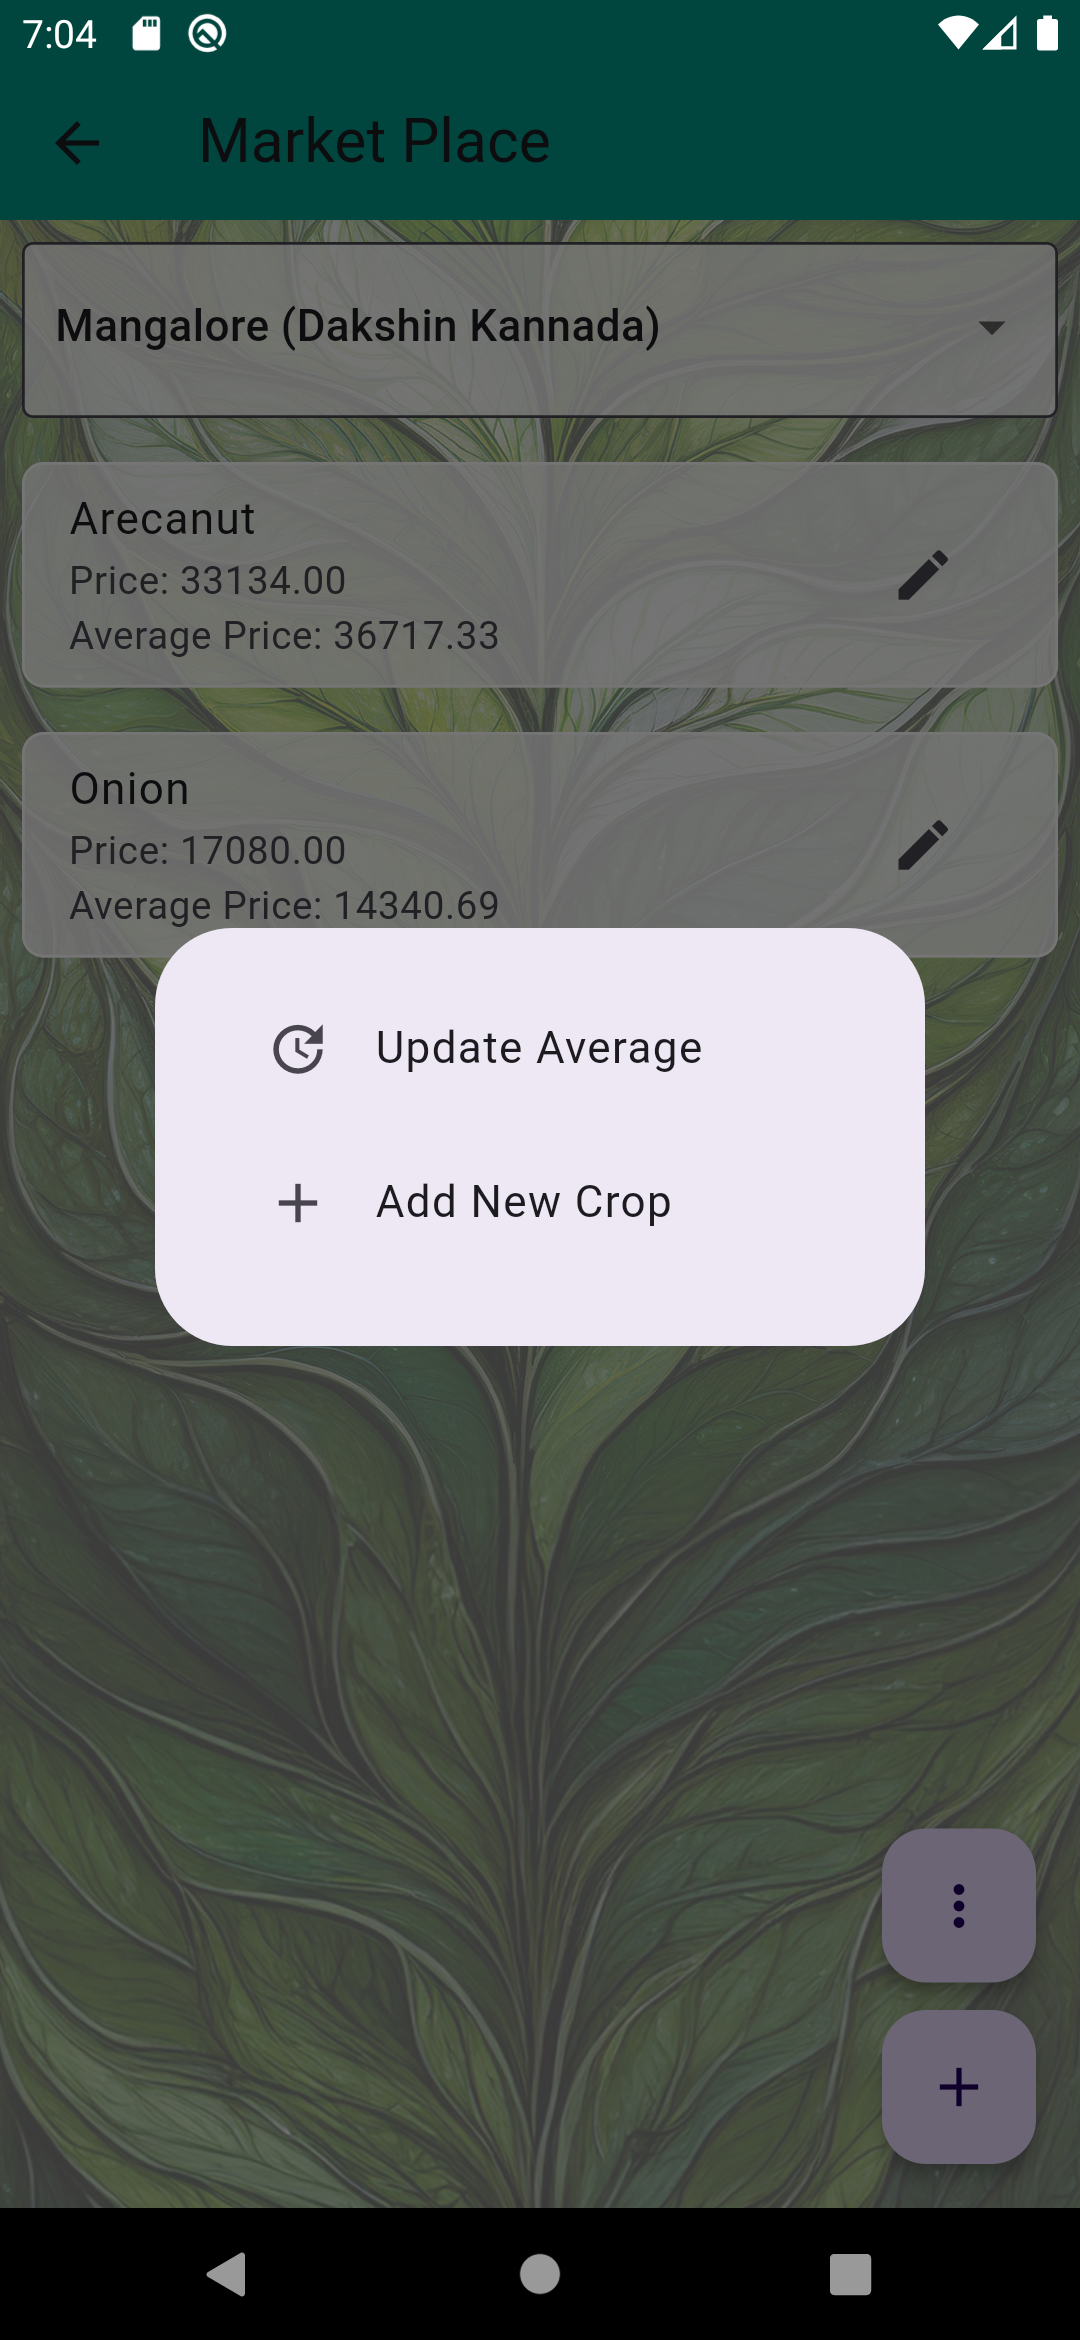 7:04
Market Place
Mangalore (Dakshin Kannada)
Arecanut
Price: 33134.00
Average Price: 36717.33
Onion
Price: 17080.00
Average Price: 14340.69
Update Average
Add New Crop